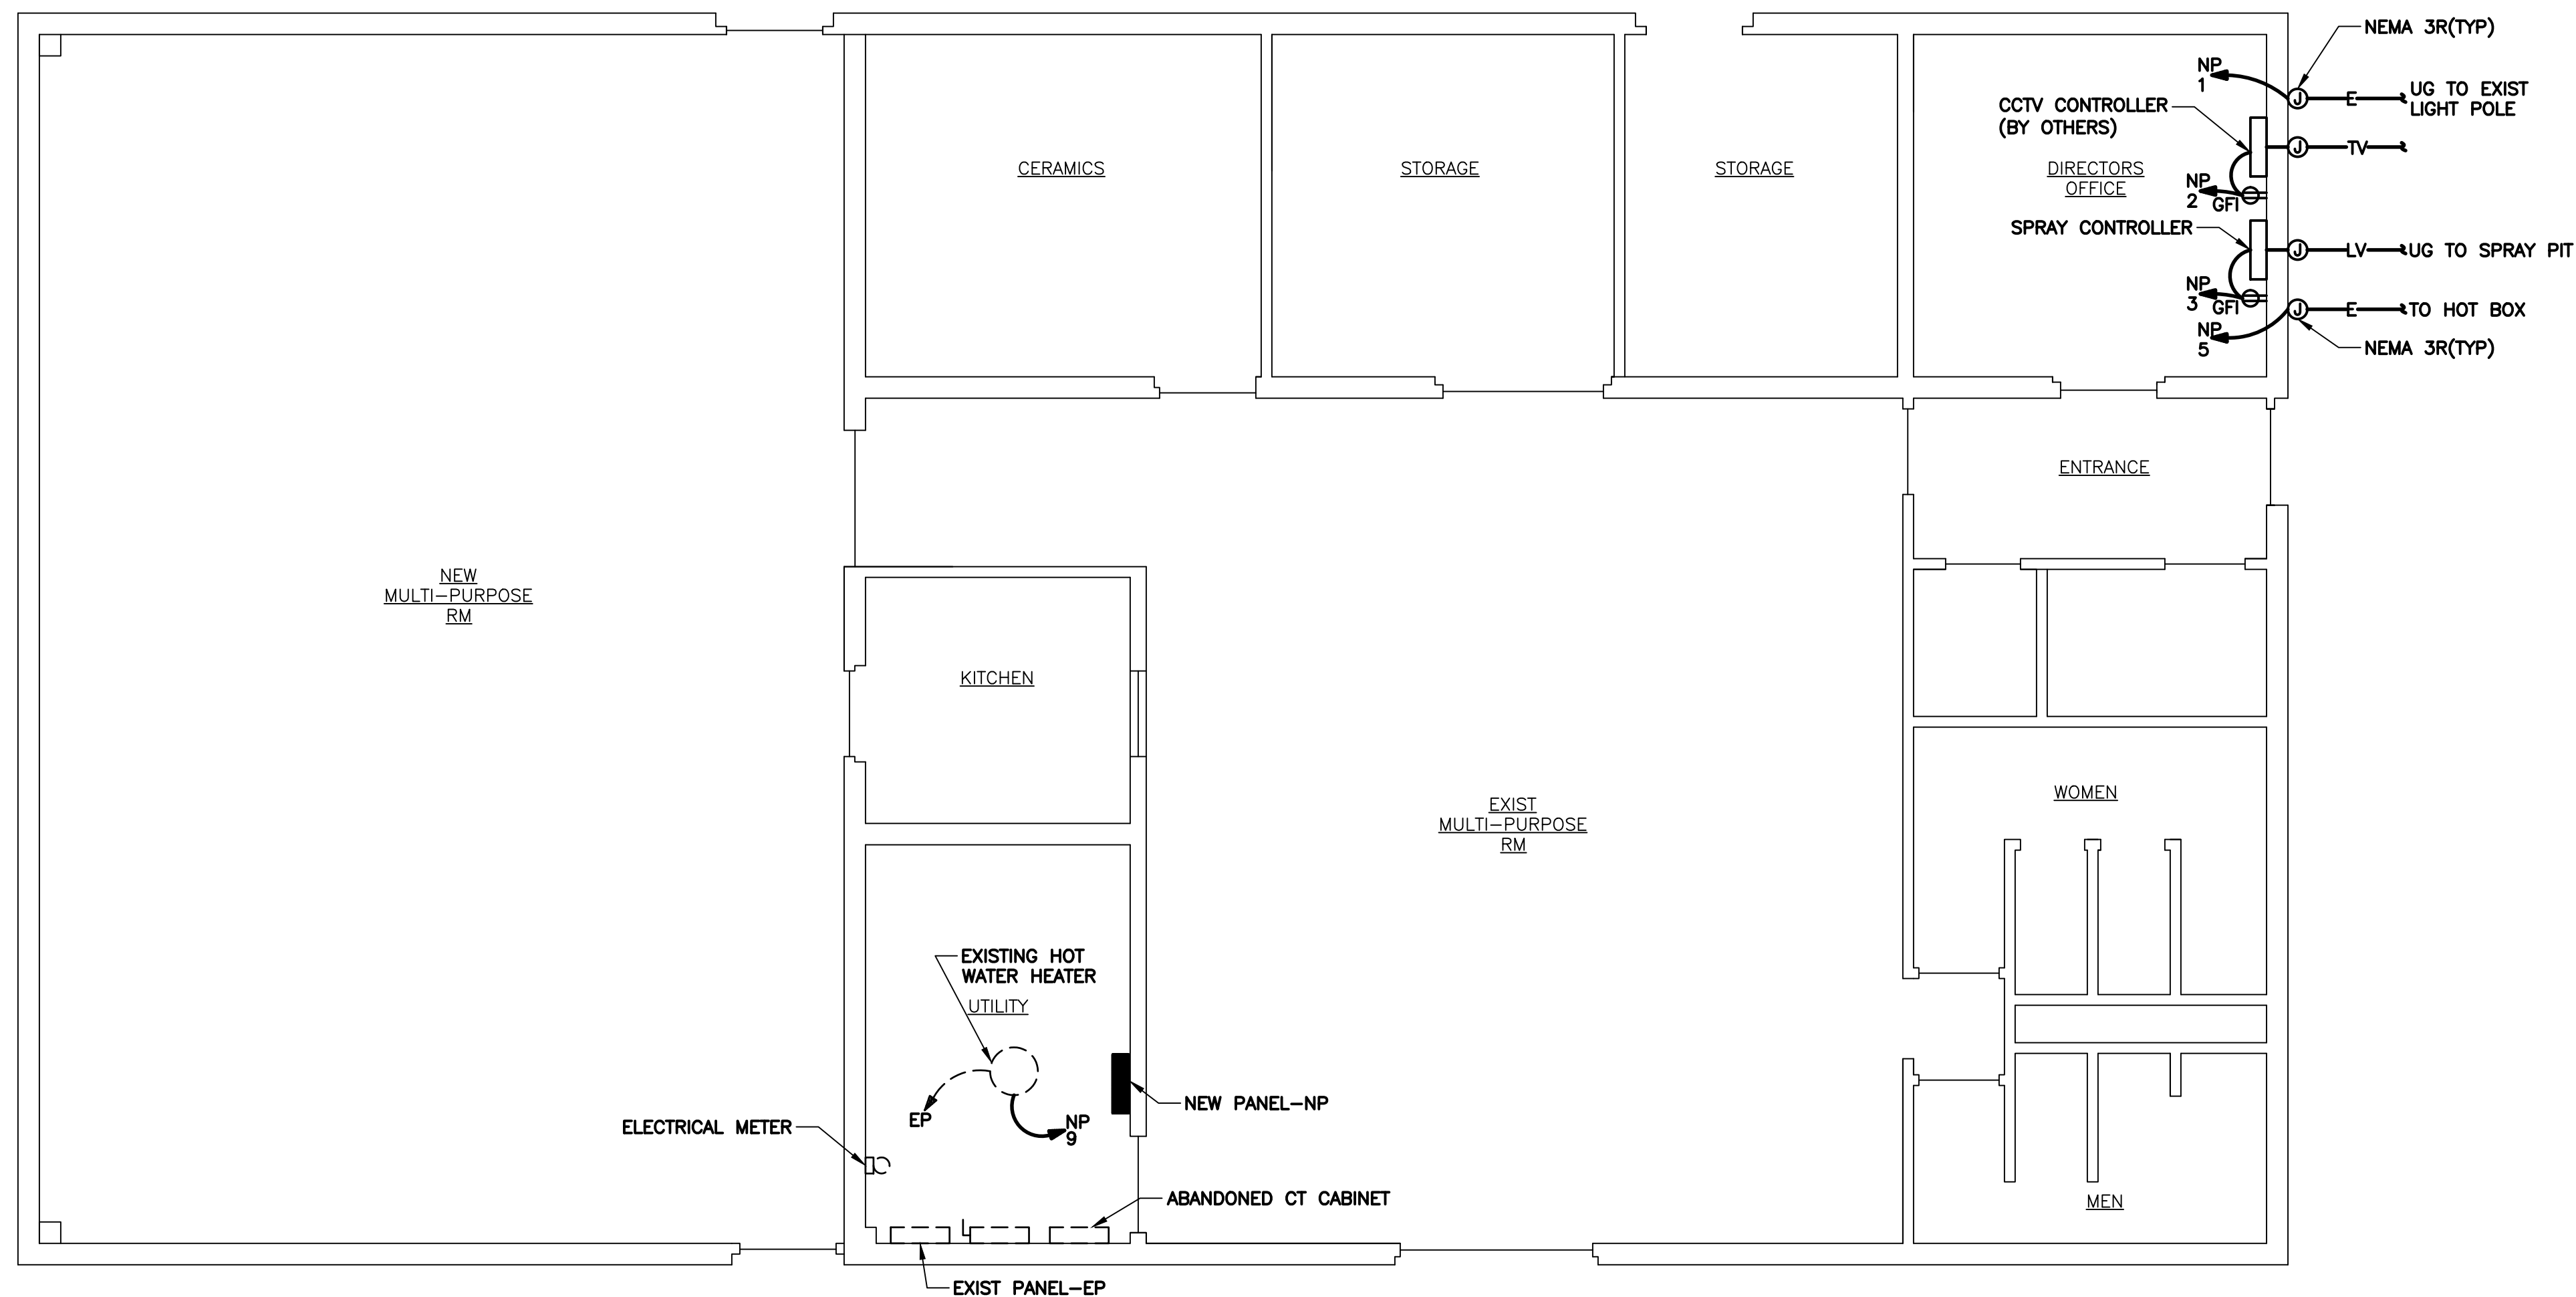 NEMA 3R(TYP)
NP
1
J
E
UG TO EXIST
LIGHT POLE
CCTV CONTROLLER
(BY OTHERS)
J
TV
CERAMICS
STORAGE
STORAGE
DIRECTORS
OFFICE
NP
2
GFI
SPRAY CONTROLLER
J
LV
UG TO SPRAY PIT
NP
3
GFI
J
E
TO HOT BOX
NP
5
NEMA 3R(TYP)
ENTRANCE
NEW
MULTI-PURPOSE
RM
KITCHEN
EXIST
MULTI-PURPOSE
RM
WOMEN
EXISTING HOT
WATER HEATER
UTILITY
NEW PANEL-NP
EP
NP
9
ELECTRICAL METER
ABANDONED CT CABINET
MEN
EXIST PANEL-EP